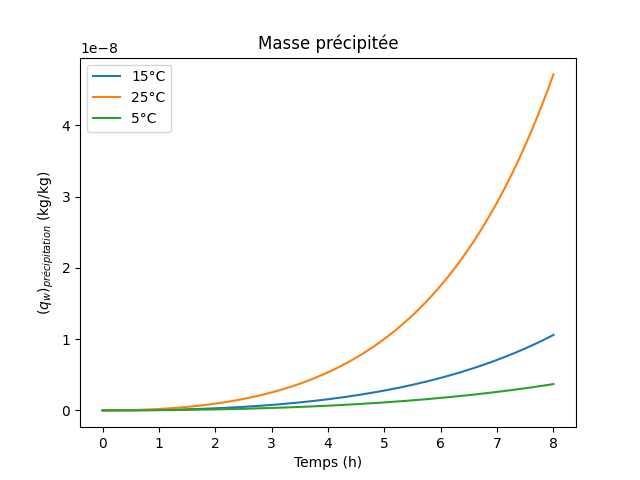 Masse précipitée
1e−8
15°C
25°C
5°C
4
3
2
1
0
(q_w)_précipitation (kg/kg)
0 1 2 3 4 5 6 7 8
Temps (h)